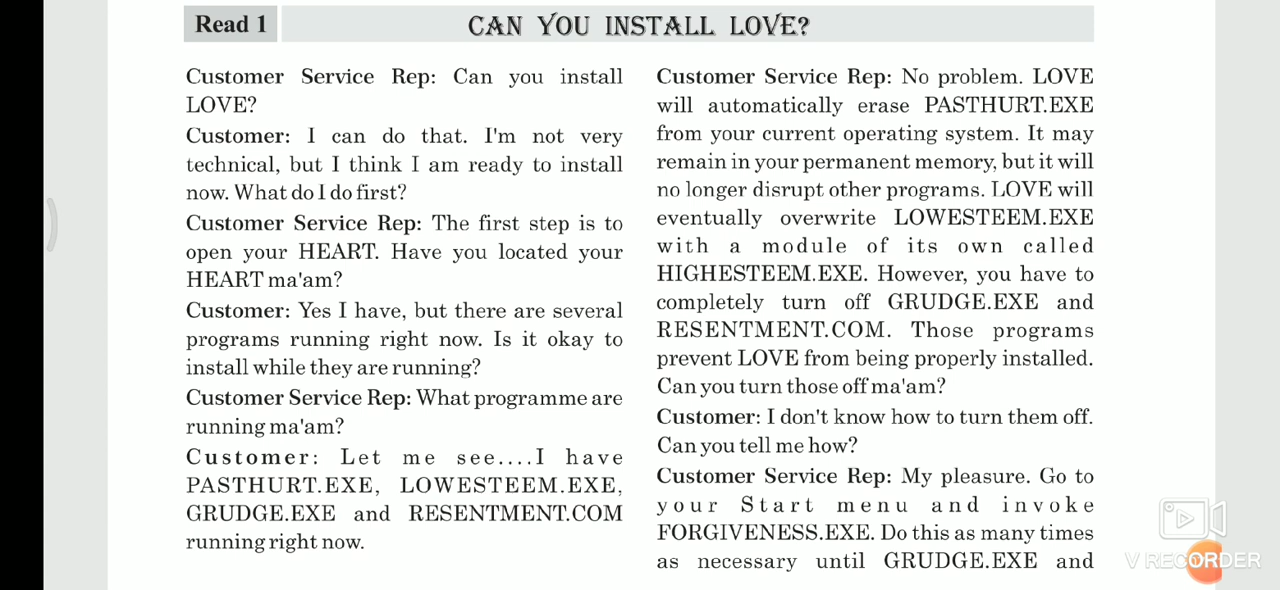 Read 1
CAN YOU INSTALL LOVE?
Customer Service Rep: Can you install
LOVE?
Customer: I can do that. I'm not very
technical, but I think I am ready to install
now. What do I do first?
Customer Service Rep: The first step is to
open your HEART. Have you located your
HEART ma'am?
Customer: Yes I have, but there are several
programs running right now. Is it okay to
install while they are running?
Customer Service Rep: What programme are
running ma'am?
Customer: Let me see....I have
PASTHURT.EXE, LOWESTEEM.EXE,
GRUDGE.EXE and RESENTMENT.COM
running right now.
Customer Service Rep: No problem. LOVE
will automatically erase PASTHURT.EXE
from your current operating system. It may
remain in your permanent memory, but it will
no longer disrupt other programs. LOVE will
eventually overwrite LOWESTEEM.EXE
with a module of its own called
HIGHESTEEM.EXE. However, you have to
completely turn off GRUDGE.EXE and
RESENTMENT.COM. Those programs
prevent LOVE from being properly installed.
Can you turn those off ma'am?
Customer: I don't know how to turn them off.
Can you tell me how?
Customer Service Rep: My pleasure. Go to
your Start menu and invoke
FORGIVENESS.EXE. Do this as many times
as necessary until GRUDGE.EXE and
V RECORDER